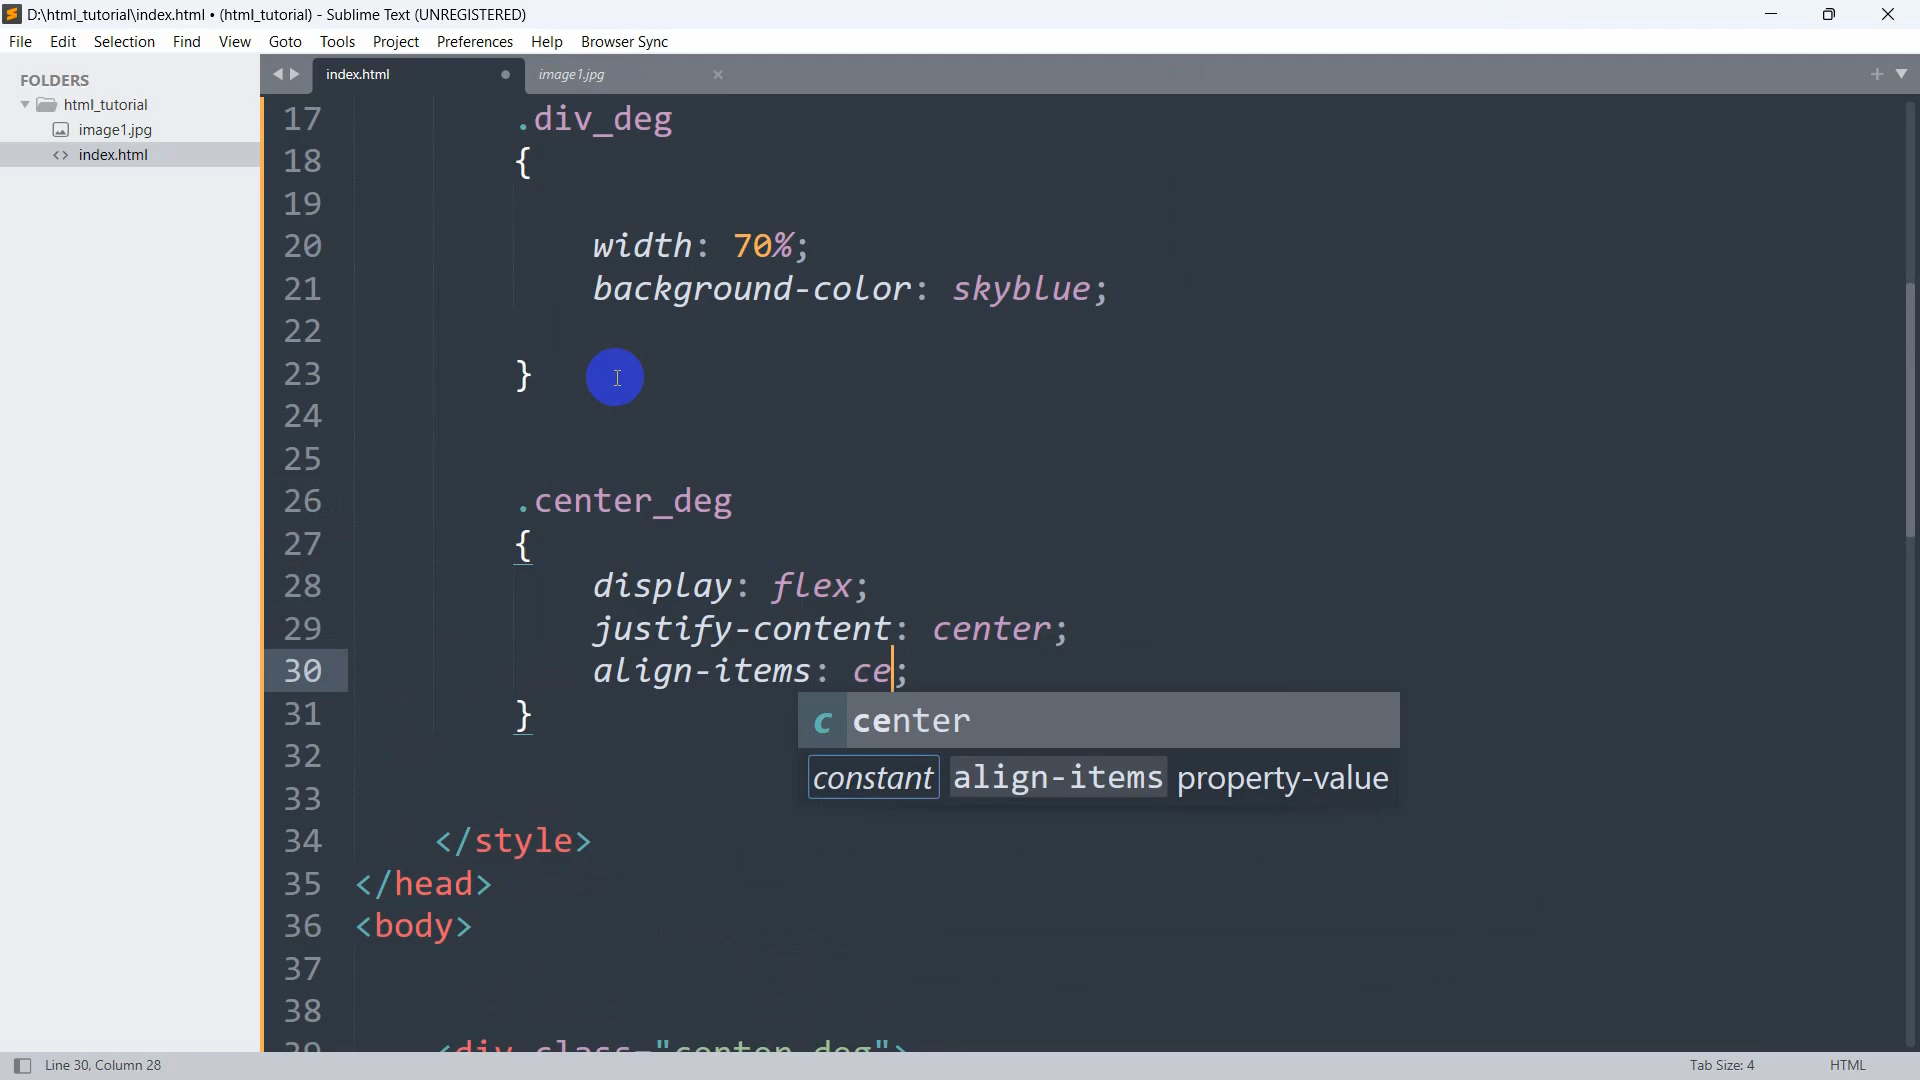 D:\html_tutorial\index.html • (html_tutorial) - Sublime Text (UNREGISTERED)
File Edit Selection Find View Goto Tools Project Preferences Help Browser Sync
FOLDERS
html_tutorial
image1.jpg
<> index.html
index.html
image1.jpg
17 .div_deg
18 {
19
20 width: 70%;
21 background-color: skyblue;
22
23 }
24
25
26 .center_deg
27 {
28 display: flex;
29 justify-content: center;
30 align-items: ce;
c center
constant align-items property-value
31 }
32
33
34 </style>
35 </head>
36 <body>
37
38
39 <div class="center_deg">
Line 30, Column 28
Tab Size: 4
HTML